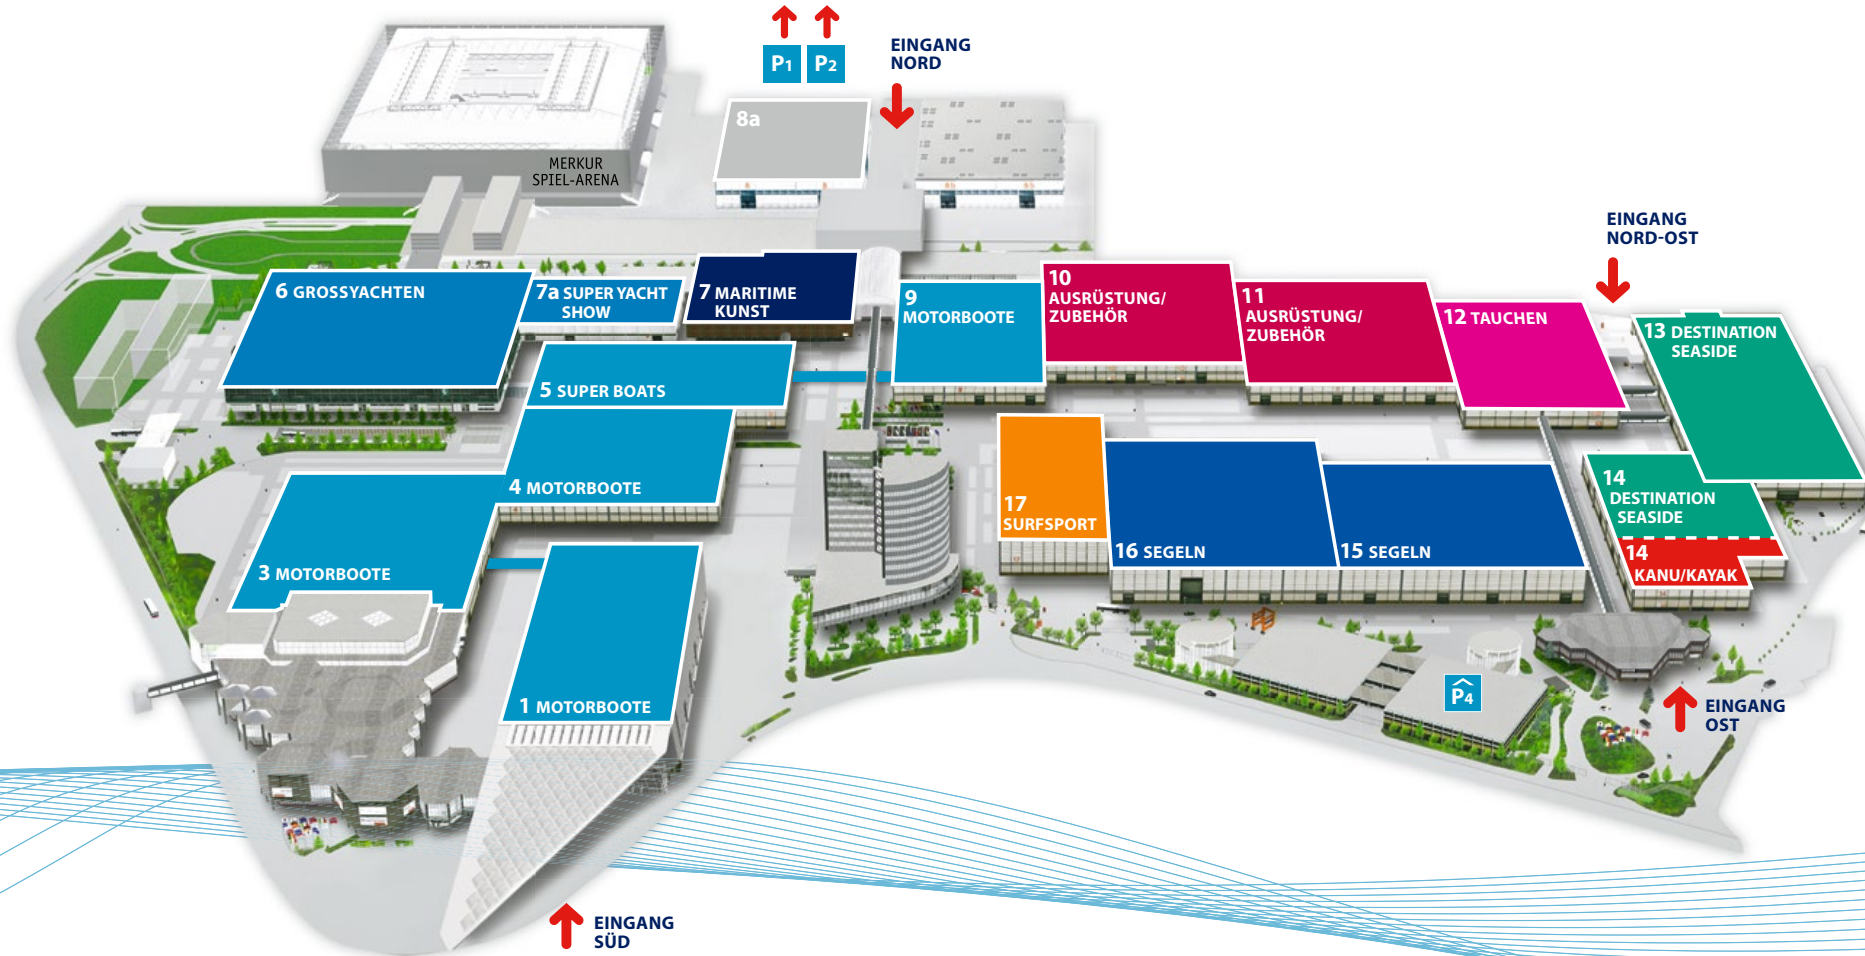 P1 P2
EINGANG
NORD
8a
MERKUR
SPIEL-ARENA
EINGANG
NORD-OST
6 GROSSYACHTEN
7a SUPER YACHT
SHOW
7 MARITIME
KUNST
9
MOTORBOOTE
10
AUSRÜSTUNG/
ZUBEHÖR
11
AUSRÜSTUNG/
ZUBEHÖR
12 TAUCHEN
13 DESTINATION
SEASIDE
5 SUPER BOATS
4 MOTORBOOTE
3 MOTORBOOTE
17
SURFSPORT
16 SEGELN
15 SEGELN
14
DESTINATION
SEASIDE
14
KANU/KAYAK
1 MOTORBOOTE
P4
EINGANG
OST
EINGANG
SÜD